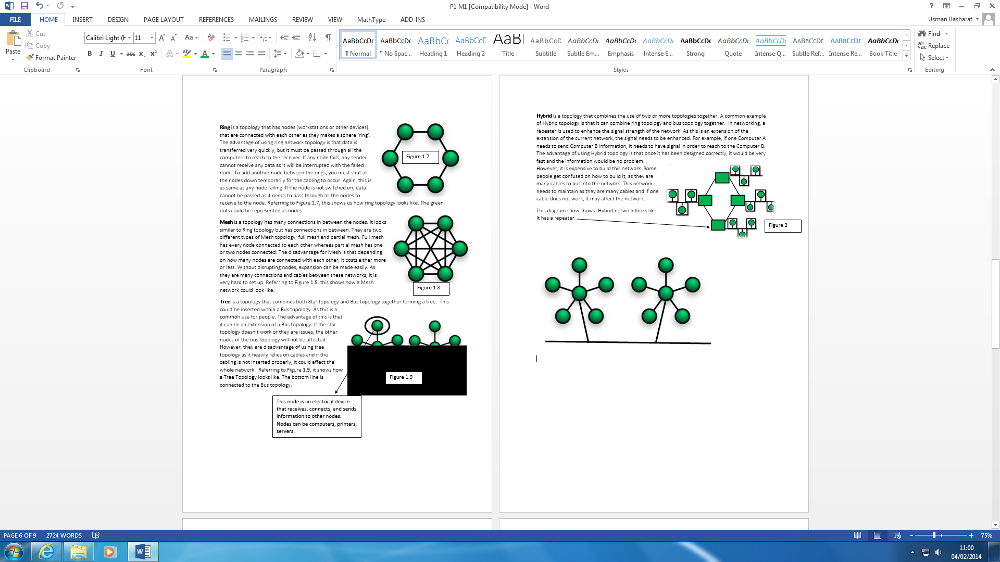 P1 M1 [Compatibility Mode] - Word
FILE HOME INSERT DESIGN PAGE LAYOUT REFERENCES MAILINGS REVIEW VIEW MathType ADD-INS
Usman Basharat
Paste
Cut
Copy
Format Painter
Clipboard
Calibri Light (H 11
Font
Paragraph
AaBbCcDc AaBbCcDc AaBbCc AaBbCcD AaBl AaBbCcD AaBbCcDc AaBbCcDc AaBbCcDc AaBbCcDc AaBbCcDc AaBbCcDc AABBCCDE AABBCCDE AaBbCcDc
¶ Normal ¶ No Spac... Heading 1 Heading 2 Title Subtitle Subtle Em... Emphasis Intense E... Strong Quote Intense Q... Subtle Ref... Intense Re... Book Title
Styles
Find
Replace
Select
Editing
Ring is a topology that has nodes (workstations or other devices)
that are connected with each other as they makes a sphere ‘ring’.
The advantage of using ring network topology is that data is
transferred very quickly, but it must be passed through all the
computers to reach to the receiver. If any node fails, any sender
cannot receive any data as it will be interrupted with the failed
node. To add another node between the rings, you must shut all
the nodes down temporarily for the cabling to occur. Again, this is
as same as any node failing. If the node is not switched on, data
cannot be passed as it needs to pass through all the nodes to
receive to the node. Referring to Figure 1.7, this shows us how ring topology looks like. The green
dots could be represented as nodes.
Figure 1.7
Mesh is a topology has many connections in between the nodes. It looks
similar to Ring topology but has connections in between. They are two
different types of Mesh topology; full mesh and partial mesh. Full mesh
has every node connected to each other whereas partial mesh has one
or two nodes connected. The disadvantage for Mesh is that depending
on how many nodes are connected with each other, it costs either more
or less. Without disrupting nodes, expansion can be made easily. As
they are many connections and cables between these networks, it is
very hard to set up. Referring to Figure 1.8, this shows how a Mesh
network could look like.
Figure 1.8
Tree is a topology that combines both Star topology and Bus topology together forming a tree.  This
could be inserted within a Bus topology. As this is a
common use for people. The advantage of this is that
it can be an extension of a Bus topology. If the star
topology doesn’t work or they are issues, the other
nodes of the bus topology will not be affected.
However, they are disadvantage of using tree
topology as it heavily relies on cables and if the
cabling is not inserted properly, it could affect the
whole network.  Referring to Figure 1.9, it shows how
a Tree Topology looks like. The bottom line is
connected to the Bus topology.
Figure 1.9
This node is an electrical device
that receives, connects, and sends
information to other nodes.
Nodes can be computers, printers,
servers.
Hybrid is a topology that combines the use of two or more topologies together. A common example
of Hybrid topology is that it can combine ring topology and bus topology together.  In networking, a
repeater is used to enhance the signal strength of the network. As this is an extension of the
extension of the current network, the signal needs to be enhanced. For example, if one Computer A
needs to send Computer B information, it needs to have signal in order to reach to the Computer B.
The advantage of using Hybrid topology is that once it has been designed correctly, it would be very
fast and the information would be no problem.
However, it is expensive to build this network. Some
people get confused on how to build it, as they are
many cables to put into the network. This network
needs to maintain as they are many cables and if one
cable does not work, it may affect the network.
This diagram shows how a Hybrid network looks like.
It has a repeater.
Figure 2
PAGE 6 OF 9 2724 WORDS
75%
11:00
04/02/2014